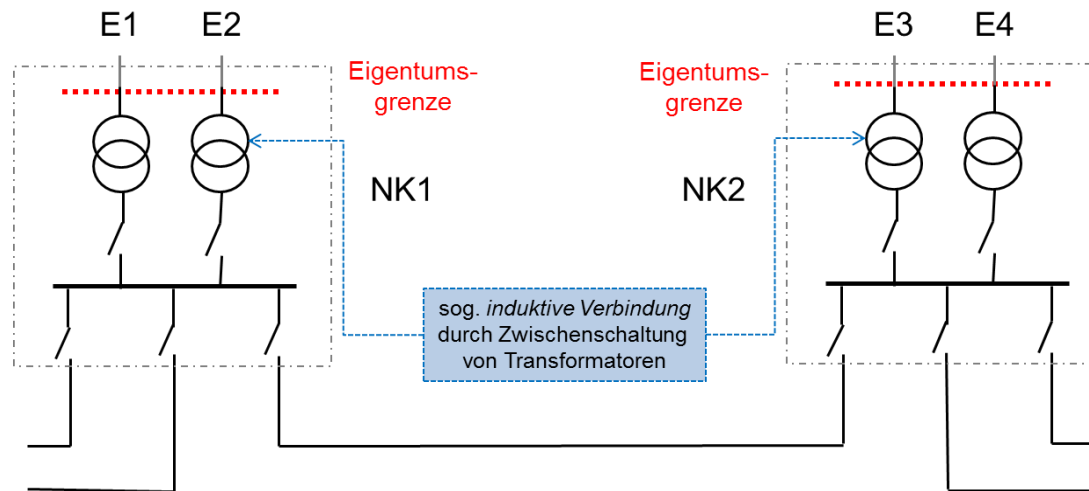 E1 E2
E3 E4
Eigentums-
grenze
Eigentums-
grenze
NK1
NK2
sog. induktive Verbindung
durch Zwischenschaltung
von Transformatoren